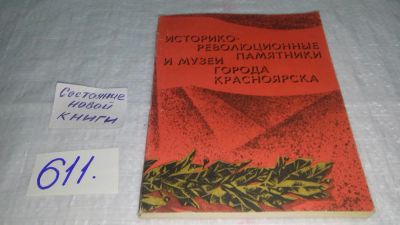 ИСТОРИКО-
РЕВОЛЮЦИОННЫЕ
ПАМЯТНИКИ
И МУЗЕИ
ГОРОДА
КРАСНОЯРСКА
Состояние
новой
книги
611.